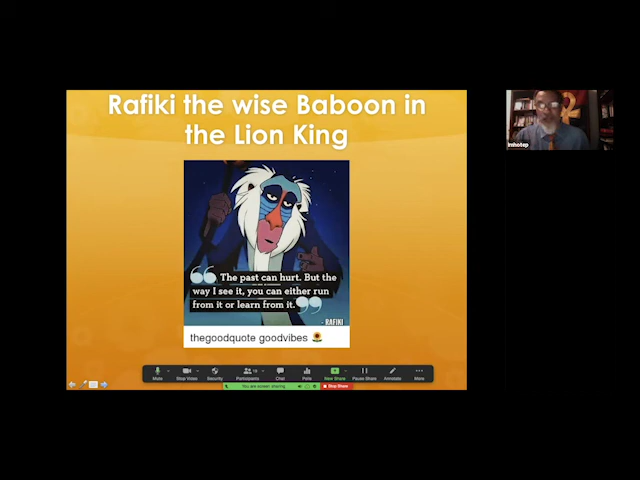 Rafiki the wise Baboon in
the Lion King
“ The past can hurt. But the
way I see it, you can either run
from it or learn from it. ”
- RAFIKI
thegoodquote goodvibes 🌻
Imhotep
Mute
Stop Video
Security
Participants
Chat
Polls
New Share
Pause Share
Annotate
More
You are screen sharing
Stop Share